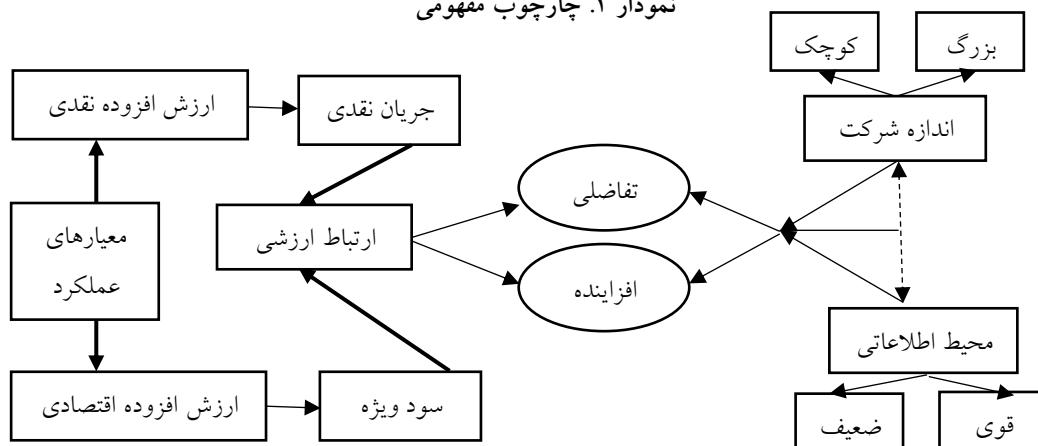 نمودار ۲. چارچوب مفهومی
بزرگ
کوچک
اندازه شرکت
جریان نقدی
ارزش افزوده نقدی
تفاضلی
ارتباط ارزشی
معیارهای
عملکرد
افزاینده
محیط اطلاعاتی
سود ویژه
ارزش افزوده اقتصادی
قوی
ضعیف